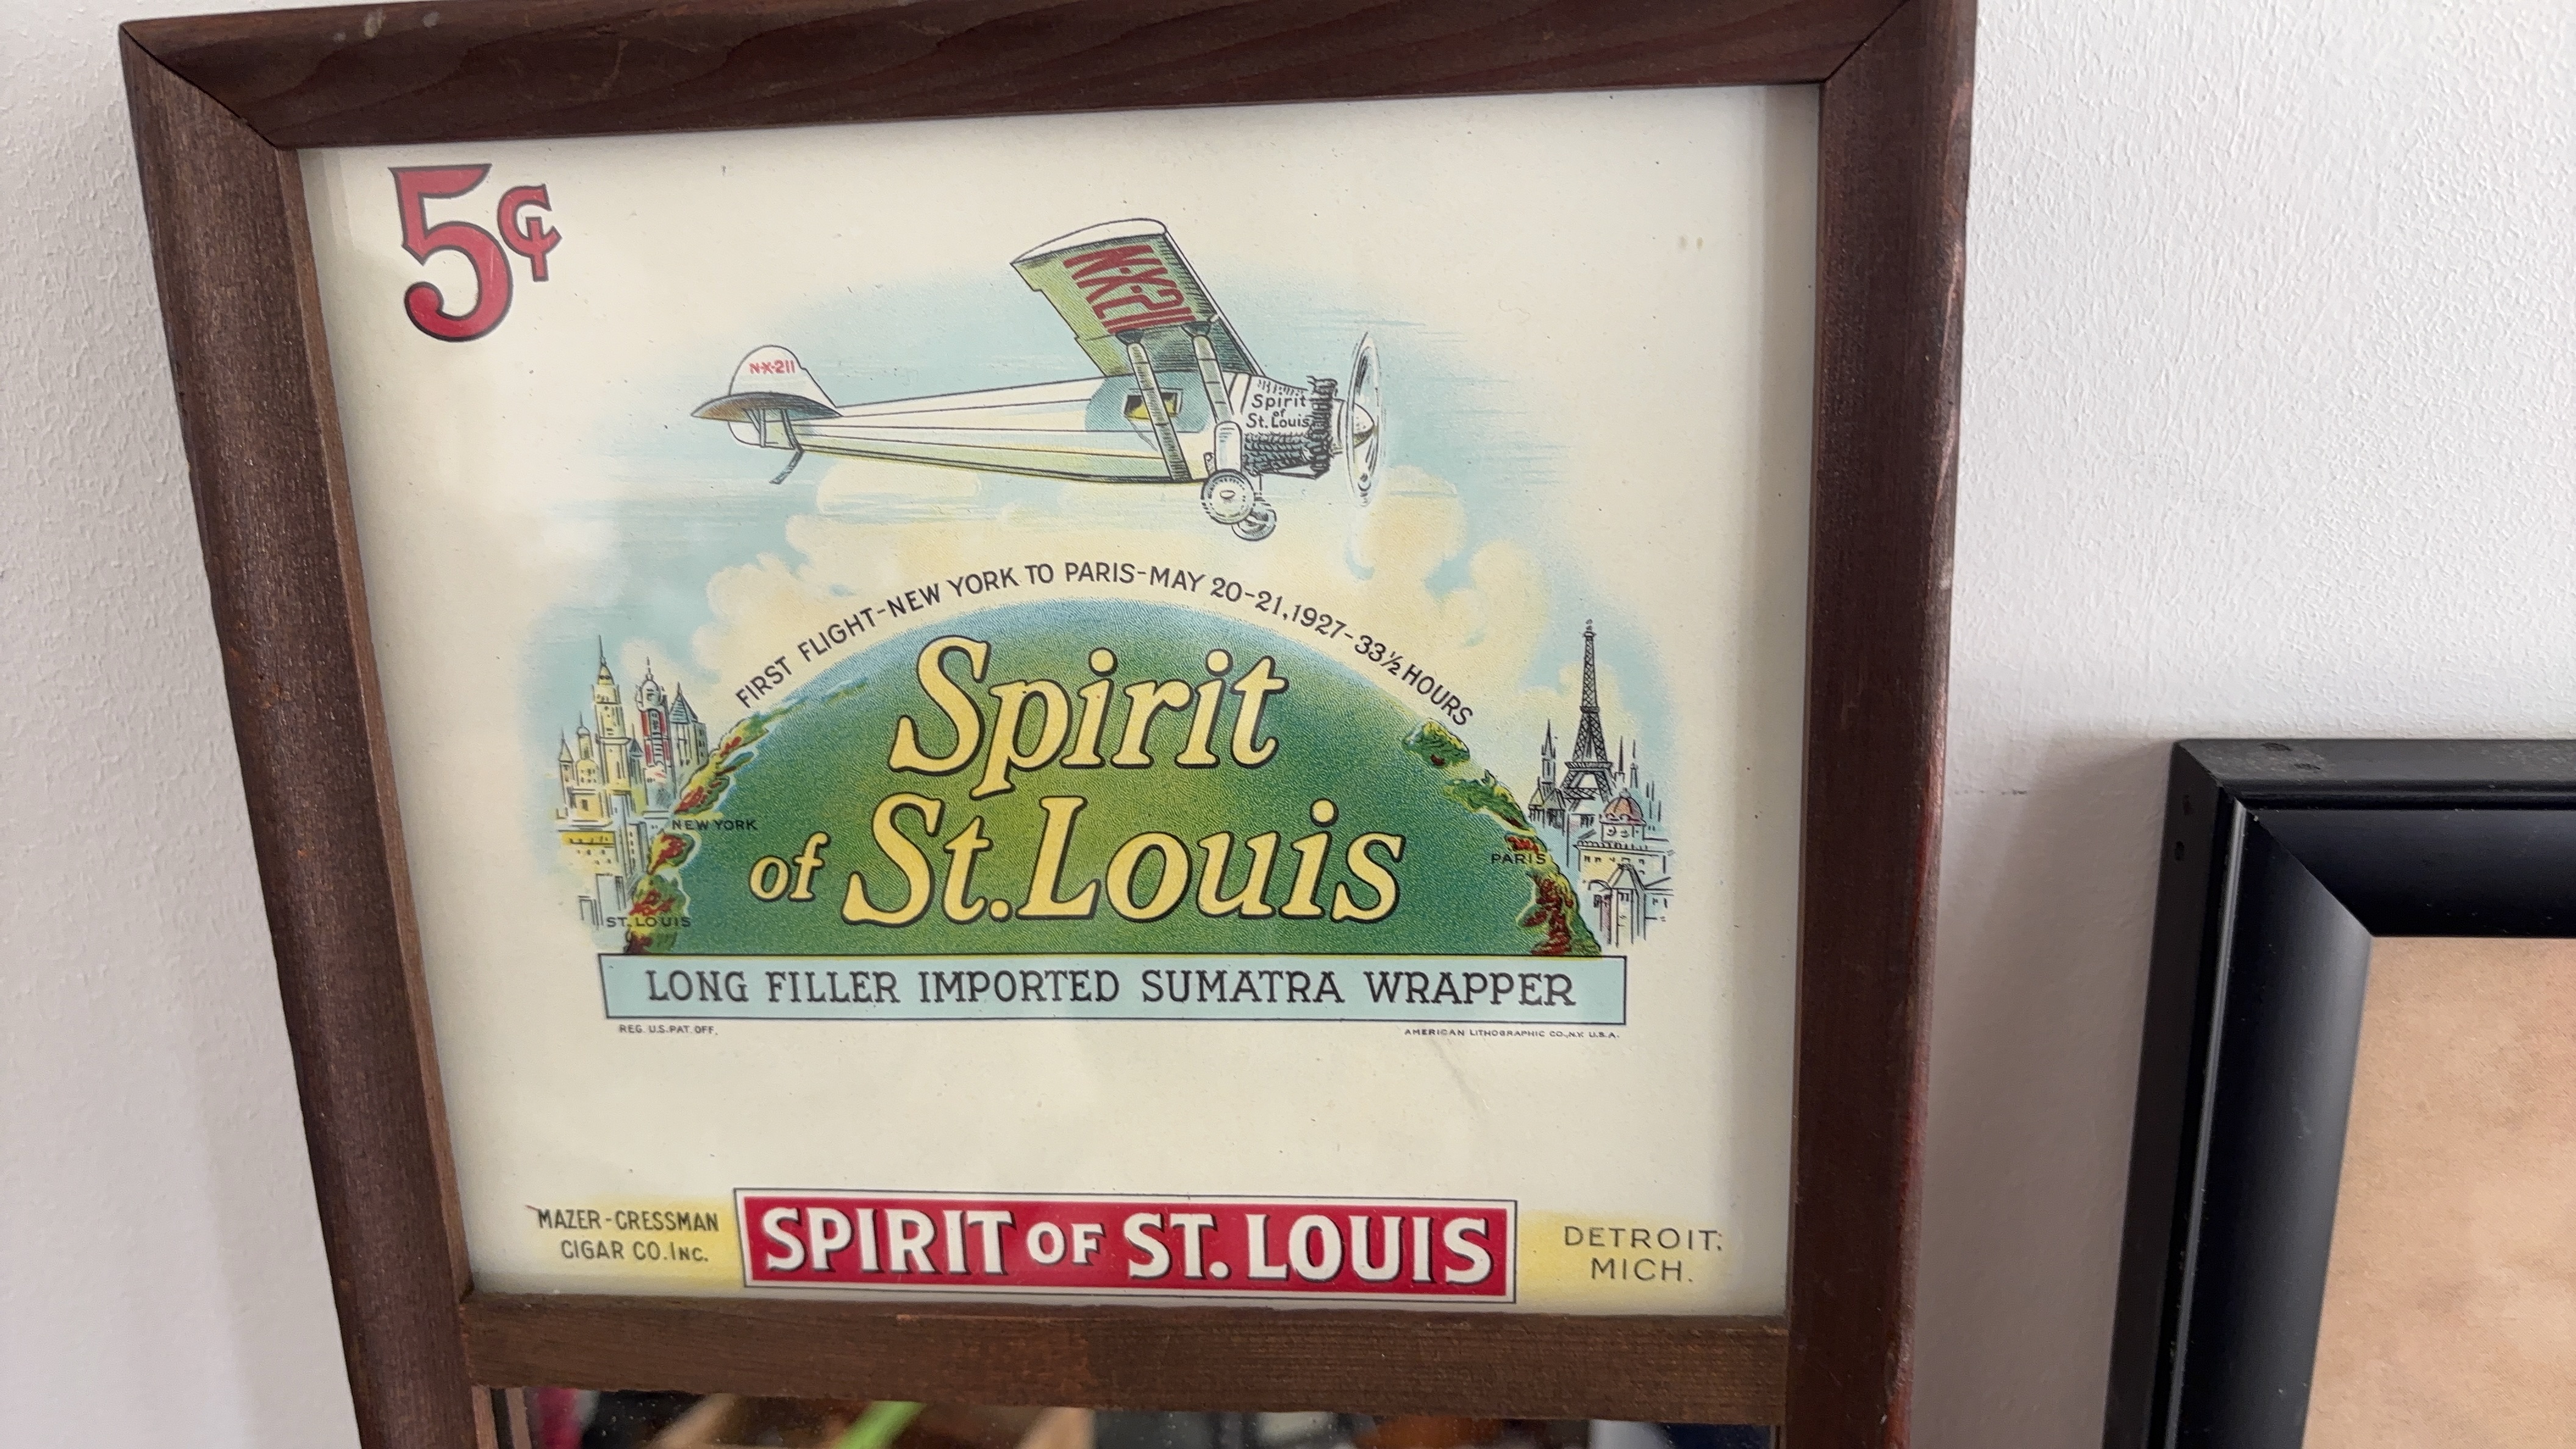 5¢
N-X-211
N-X-211
Spirit
of
St. Louis
FIRST FLIGHT-NEW YORK TO PARIS-MAY 20-21,1927-33½ HOURS
Spirit
of St. Louis
NEW YORK
PARIS
ST. LOUIS
LONG FILLER IMPORTED SUMATRA WRAPPER
REG. U.S. PAT. OFF.
AMERICAN LITHOGRAPHIC CO., N.Y. U.S.A.
MAZER-CRESSMAN
CIGAR CO. INC.
SPIRIT OF ST. LOUIS
DETROIT,
MICH.